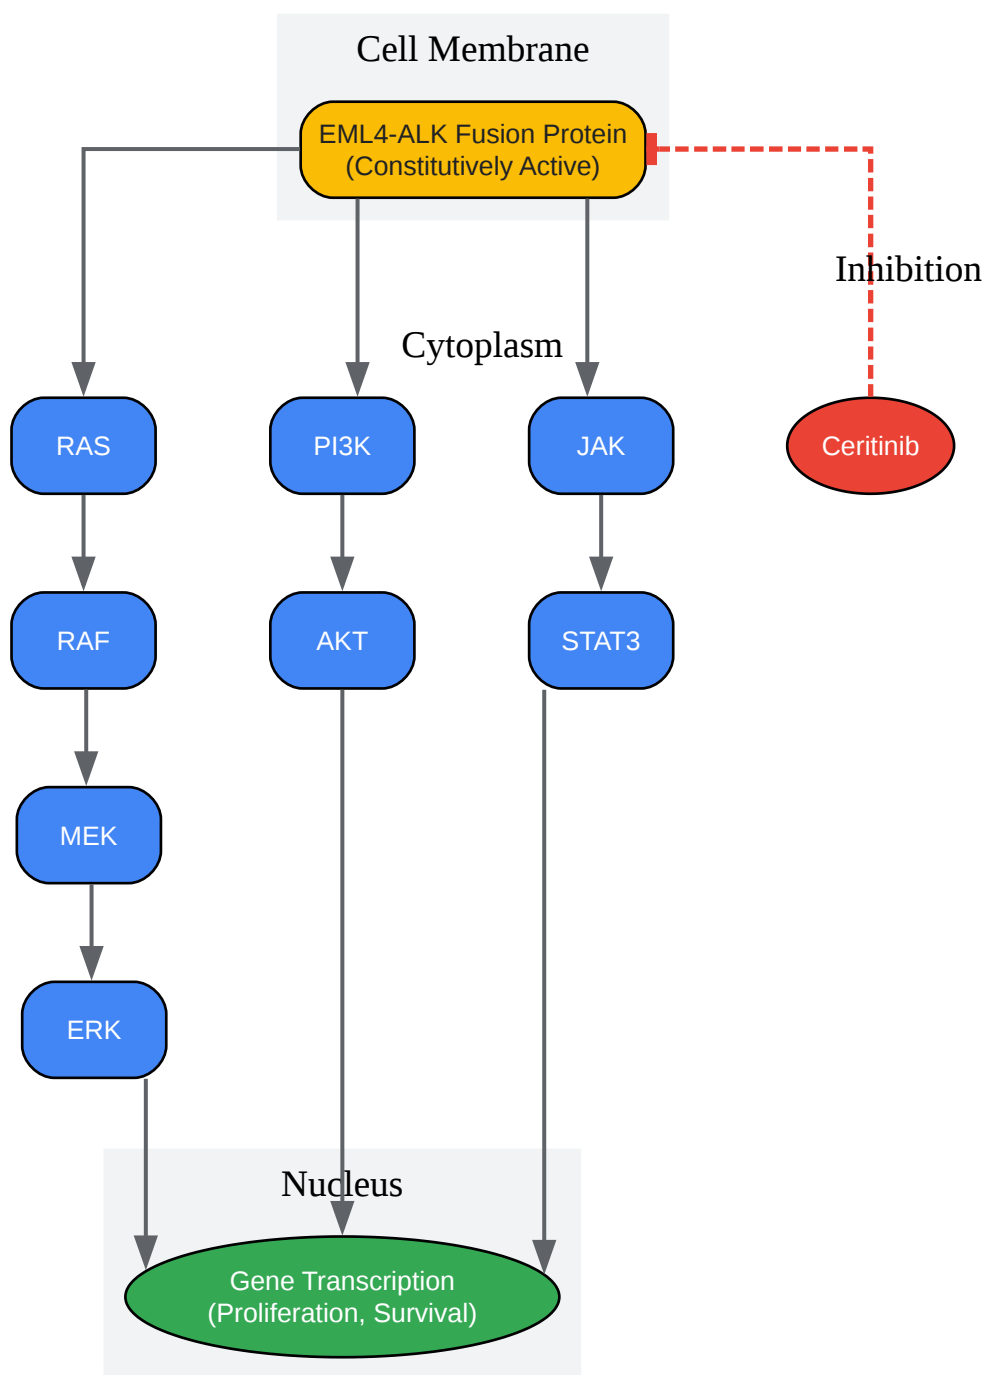 Cell Membrane
EML4-ALK Fusion Protein
(Constitutively Active)
Inhibition
Cytoplasm
RAS
PI3K
JAK
Ceritinib
RAF
AKT
STAT3
MEK
ERK
Nucleus
Gene Transcription
(Proliferation, Survival)